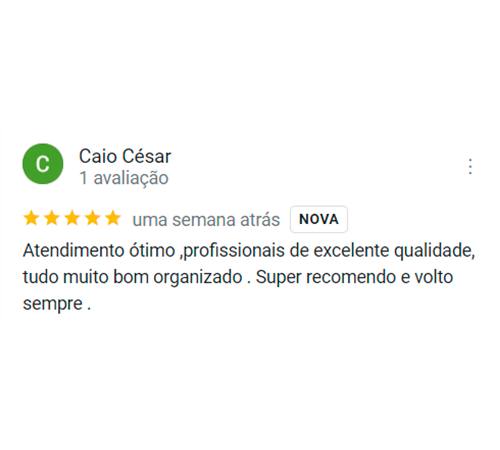 C
Caio César
1 avaliação
uma semana atrás NOVA
Atendimento ótimo ,profissionais de excelente qualidade,
tudo muito bom organizado . Super recomendo e volto
sempre .